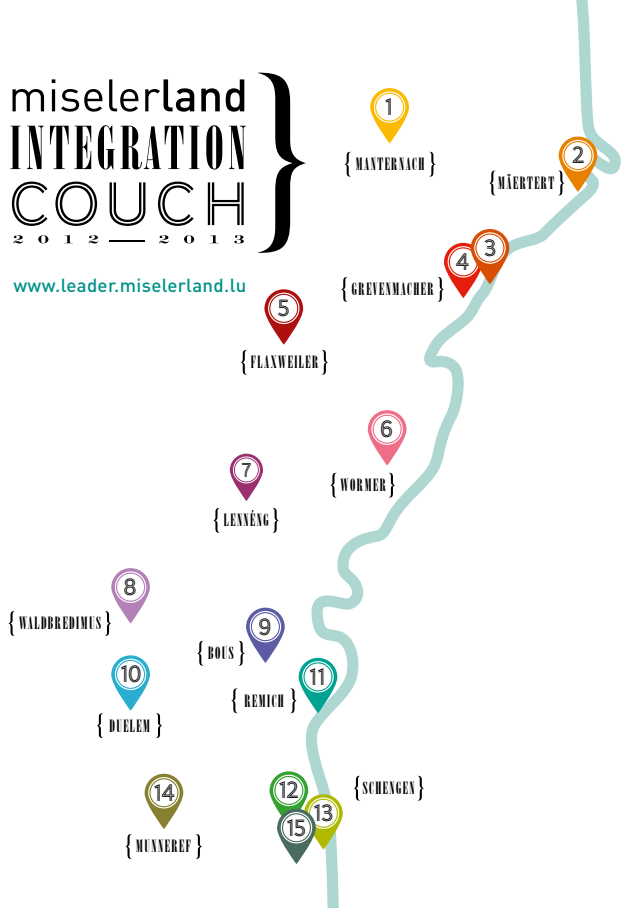 miselerland
INTEGRATION
COUCH
2012 — 2013
www.leader.miselerland.lu
1
{MANTERNACH}
2
{MÄERTERT}
3
4
{GREVENMACHER}
5
{FLAXWEILER}
6
{WORMER}
7
{LENNÉNG}
8
{WALDBREDIMUS}
9
{BOUS}
10
{DUELEM}
11
{REMICH}
12
13
{SCHENGEN}
14
15
{MUNNEREF}